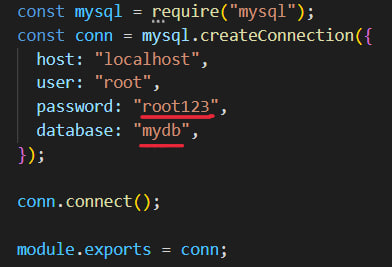 const mysql = require("mysql");
const conn = mysql.createConnection({
  host: "localhost",
  user: "root",
  password: "root123",
  database: "mydb",
});
conn.connect();
module.exports = conn;